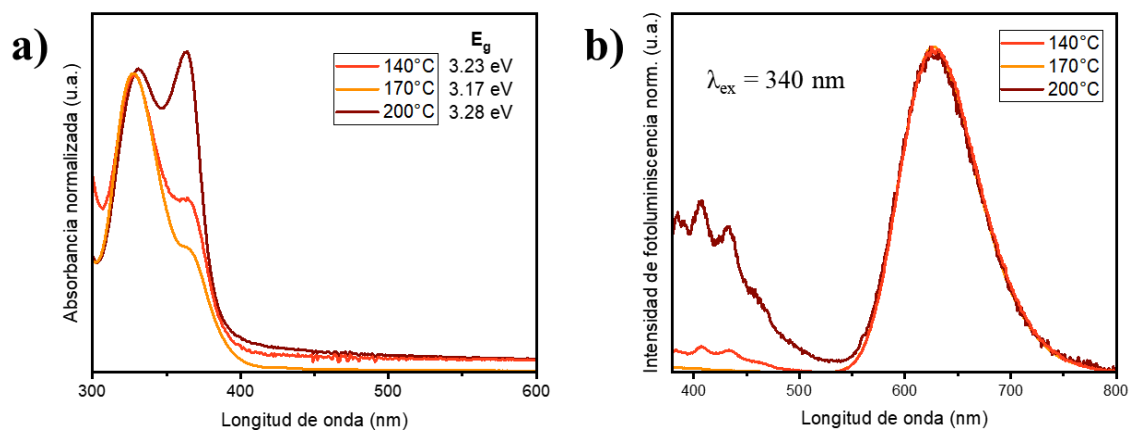 a)
E_g
140°C 3.23 eV
170°C 3.17 eV
200°C 3.28 eV
Absorbancia normalizada (u.a.)
300 400 500 600
Longitud de onda (nm)
b)
λ_ex = 340 nm
140°C
170°C
200°C
Intensidad de fotoluminiscencia norm. (u.a.)
400 500 600 700 800
Longitud de onda (nm)